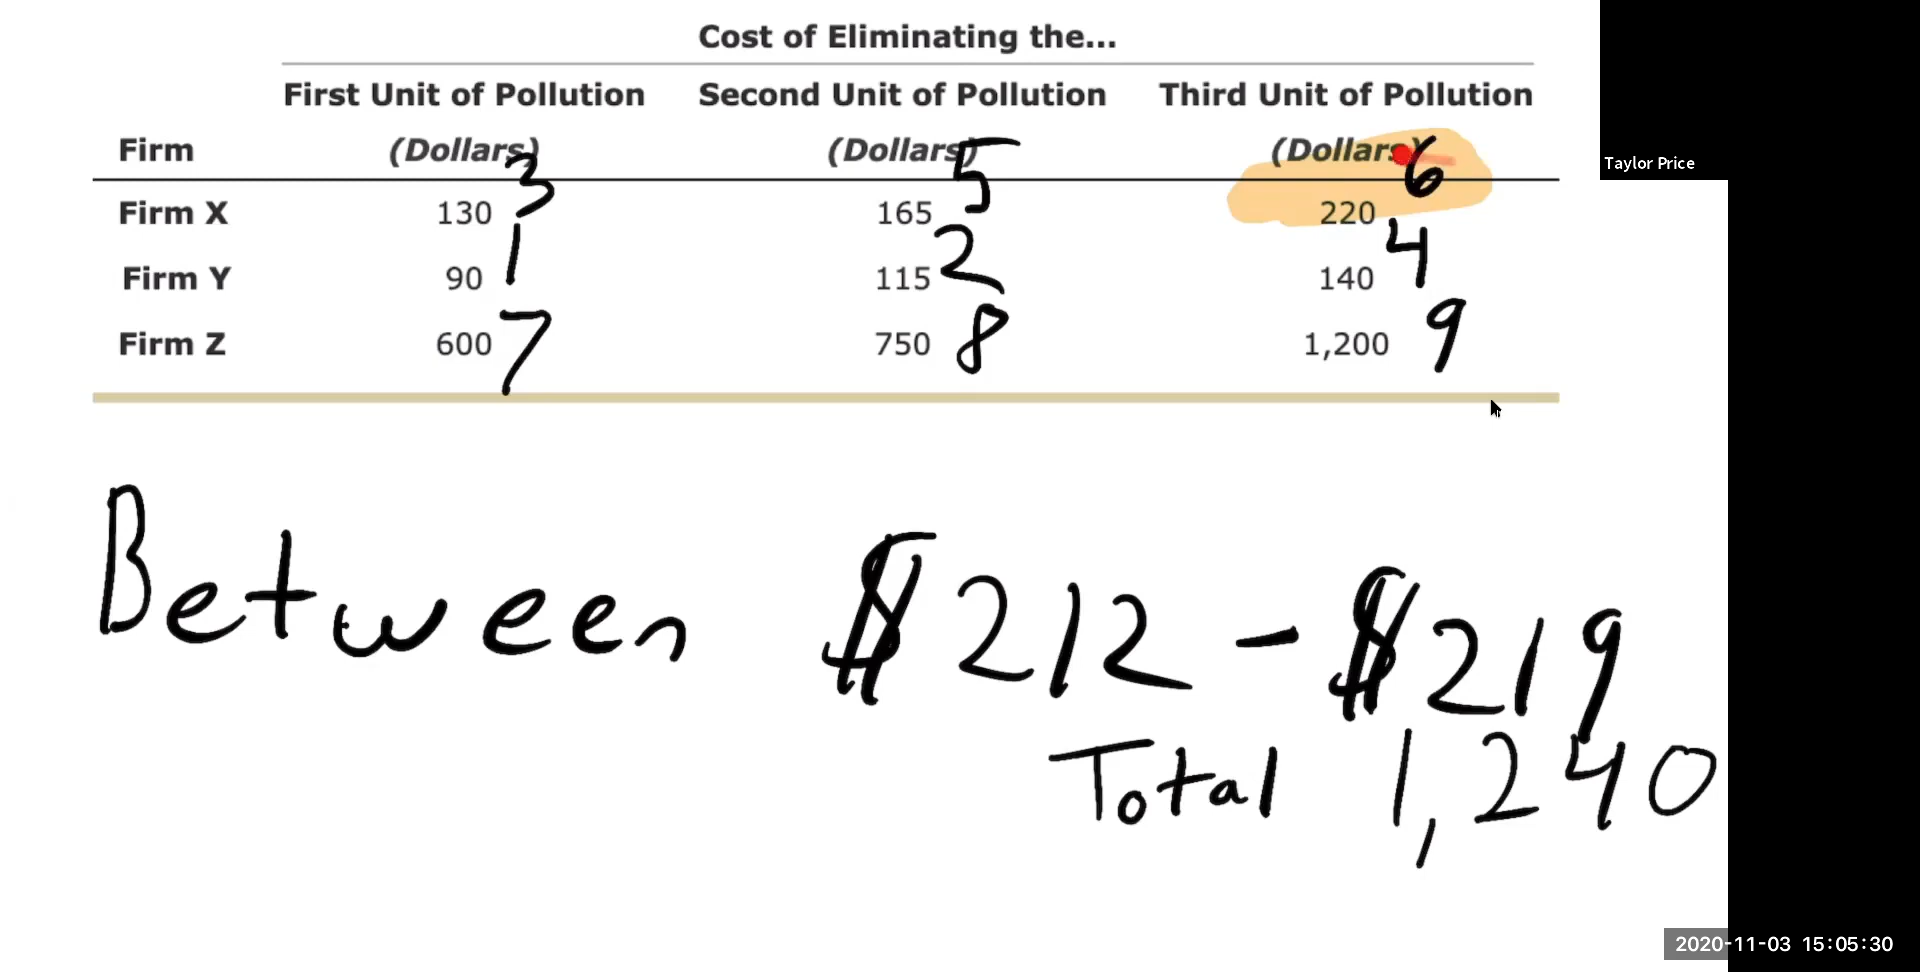 Cost of Eliminating the...
First Unit of Pollution Second Unit of Pollution Third Unit of Pollution
Firm (Dollars) (Dollars) (Dollars)
Firm X 130 3 165 5 220 6
Firm Y 90 1 115 2 140 4
Firm Z 600 7 750 8 1,200 9
Between $212 - $219
Total 1,240
Taylor Price
2020-11-03 15:05:30